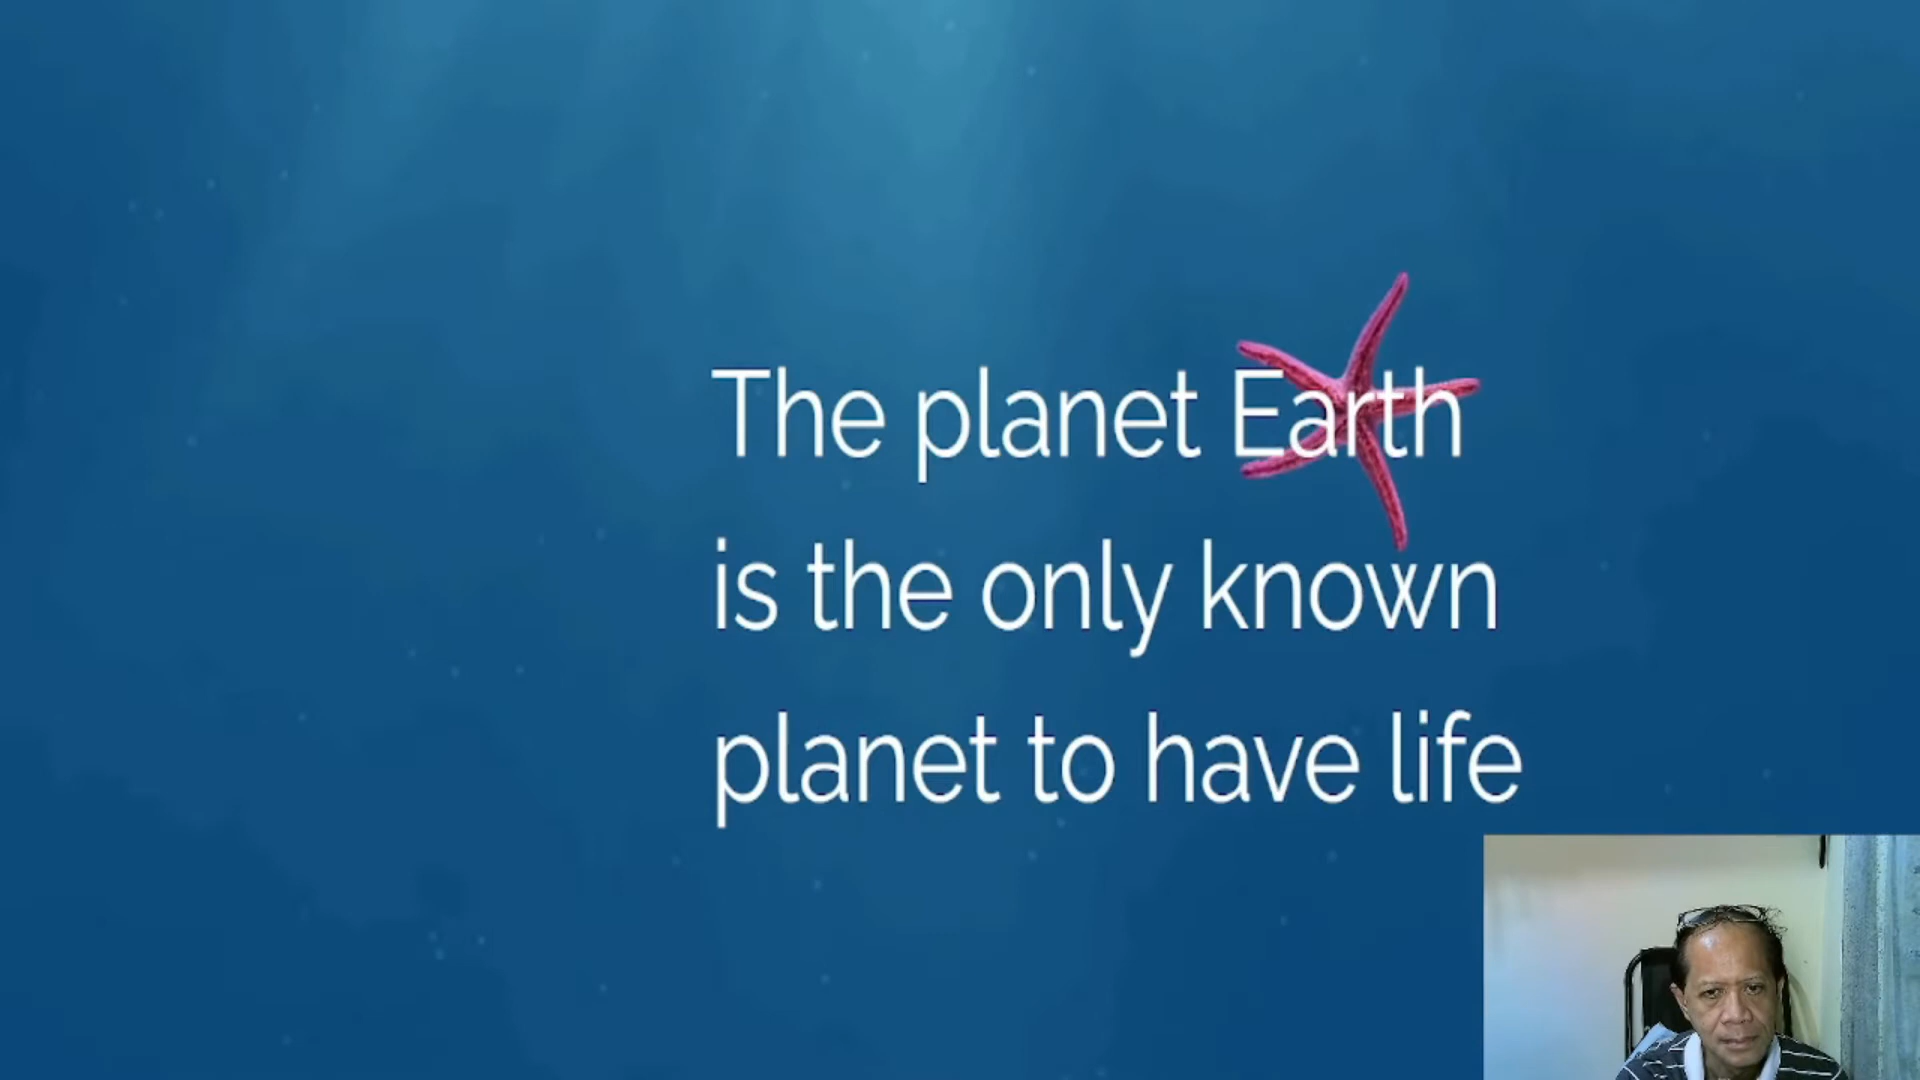 The planet Earth
is the only known
planet to have life